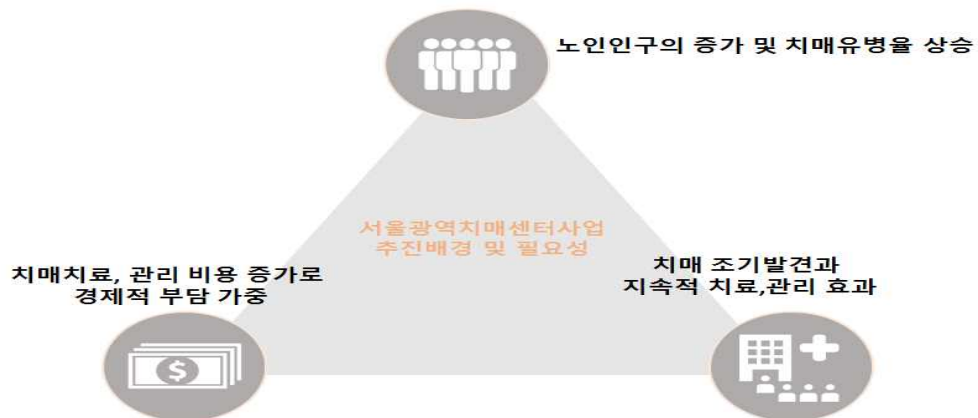 노인인구의 증가 및 치매유병율 상승
서울광역치매센터사업
추진배경 및 필요성
치매치료, 관리 비용 증가로
경제적 부담 가중
치매 조기발견과
지속적 치료,관리 효과
$